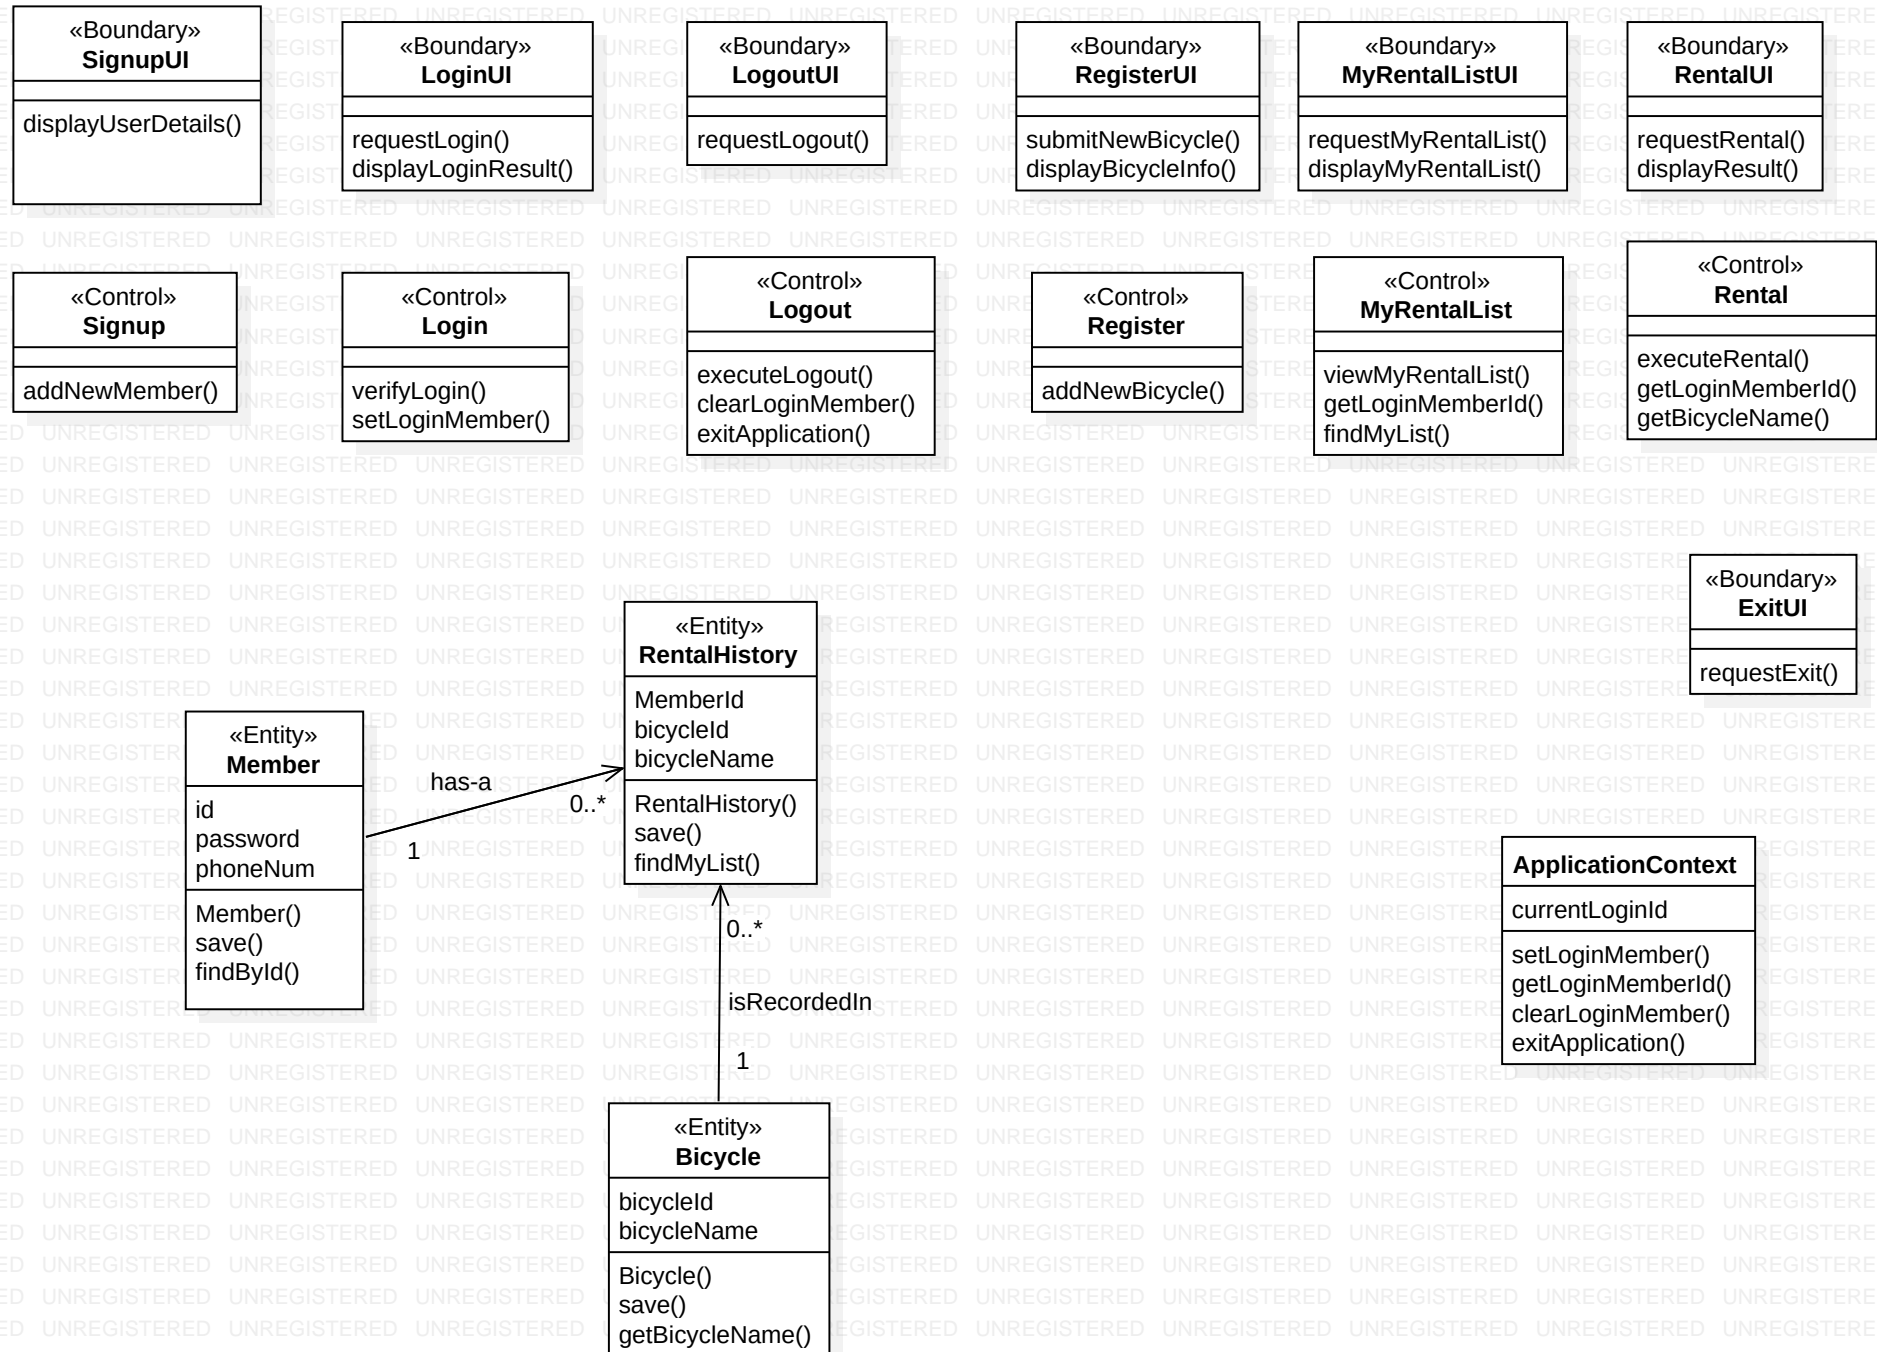 «Boundary»
SignupUI
displayUserDetails()
«Boundary»
LoginUI
requestLogin()
displayLoginResult()
«Boundary»
LogoutUI
requestLogout()
«Boundary»
RegisterUI
submitNewBicycle()
displayBicycleInfo()
«Boundary»
MyRentalListUI
requestMyRentalList()
displayMyRentalList()
«Boundary»
RentalUI
requestRental()
displayResult()
«Control»
Signup
addNewMember()
«Control»
Login
verifyLogin()
setLoginMember()
«Control»
Logout
executeLogout()
clearLoginMember()
exitApplication()
«Control»
Register
addNewBicycle()
«Control»
MyRentalList
viewMyRentalList()
getLoginMemberId()
findMyList()
«Control»
Rental
executeRental()
getLoginMemberId()
getBicycleName()
«Boundary»
ExitUI
requestExit()
«Entity»
RentalHistory
MemberId
bicycleId
bicycleName
RentalHistory()
save()
findMyList()
«Entity»
Member
id
password
phoneNum
Member()
save()
findById()
has-a
0..*
1
ApplicationContext
currentLoginId
setLoginMember()
getLoginMemberId()
clearLoginMember()
exitApplication()
0..*
isRecordedIn
1
«Entity»
Bicycle
bicycleId
bicycleName
Bicycle()
save()
getBicycleName()
UNREGISTERED